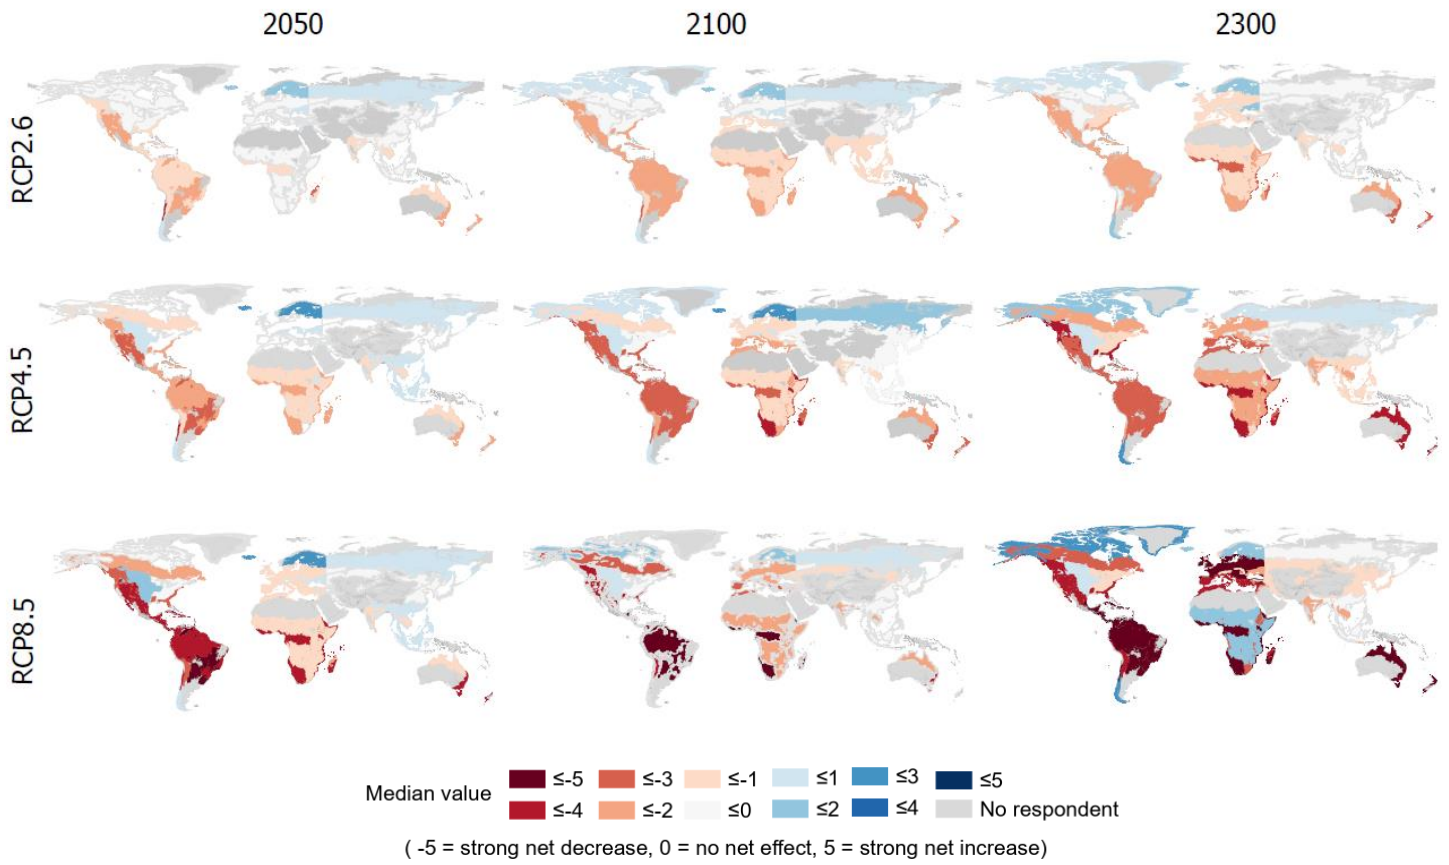 2050 2100 2300
RCP2.6
RCP4.5
RCP8.5
Median value ≤-5 ≤-3 ≤-1 ≤1 ≤3 ≤5
≤-4 ≤-2 ≤0 ≤2 ≤4 No respondent
( -5 = strong net decrease, 0 = no net effect, 5 = strong net increase)